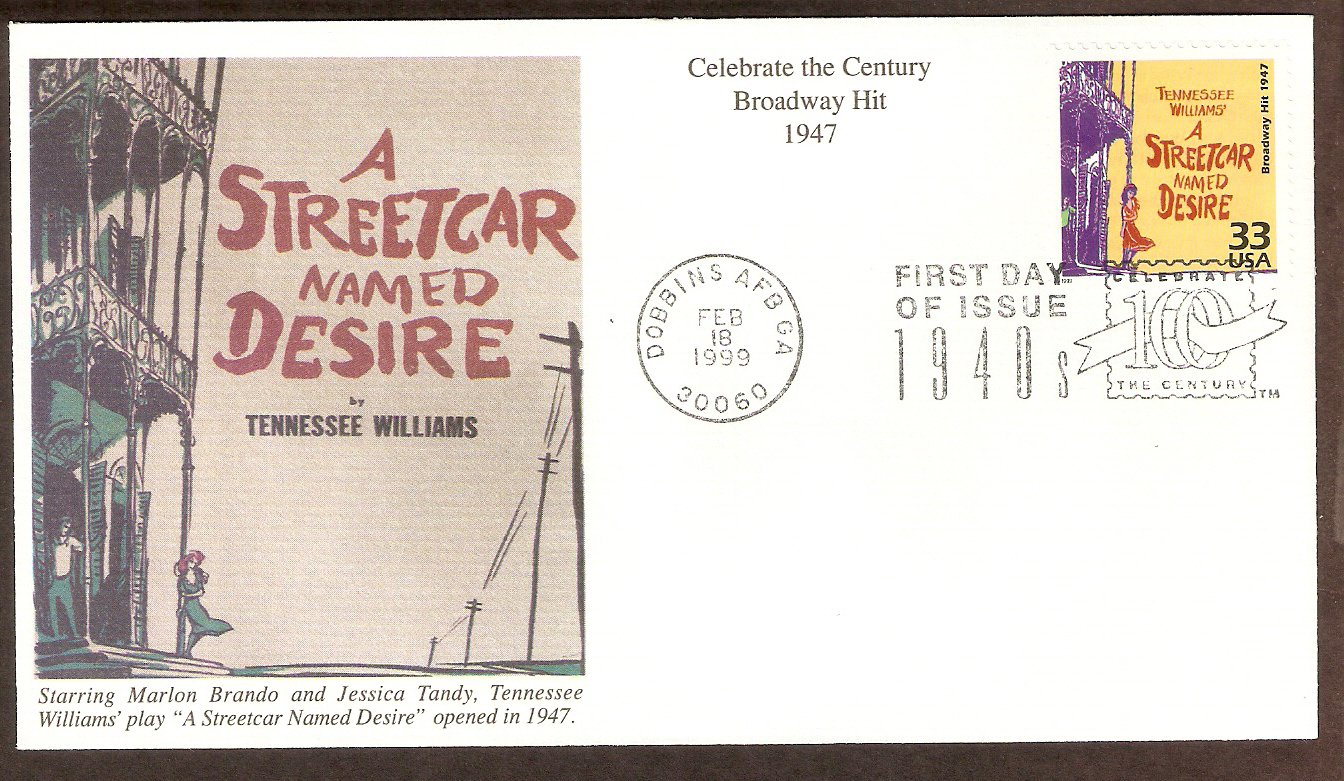 A
STREETCAR
NAMED
DESIRE
by
TENNESSEE WILLIAMS
Starring Marlon Brando and Jessica Tandy, Tennessee
Williams' play "A Streetcar Named Desire" opened in 1947.
Celebrate the Century
Broadway Hit
1947
DOBBINS AFB GA
FEB
18
1999
30060
FIRST DAY
OF ISSUE
1940s
TENNESSEE
WILLIAMS'
A
STREETCAR
NAMED
DESIRE
Broadway Hit 1947
33
USA
CELEBRATE
100
THE CENTURY
TM